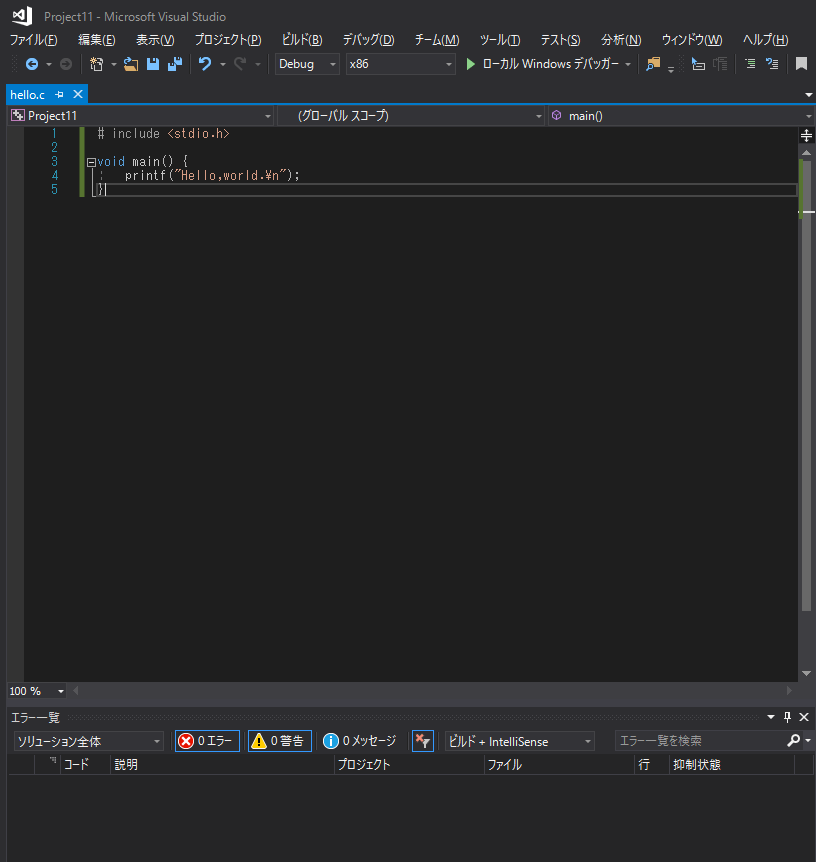 Project11 - Microsoft Visual Studio
ファイル(F) 編集(E) 表示(V) プロジェクト(P) ビルド(B) デバッグ(D) チーム(M) ツール(T) テスト(S) 分析(N) ウィンドウ(W) ヘルプ(H)
Debug x86 ローカル Windows デバッガー
hello.c
Project11 (グローバル スコープ) main()
1 # include <stdio.h>
2
3 void main() {
4 printf("Hello,world.¥n");
5 }
100 %
エラー一覧
ソリューション全体 0 エラー 0 警告 0 メッセージ ビルド + IntelliSense エラー一覧を検索
コード 説明 プロジェクト ファイル 行 抑制状態